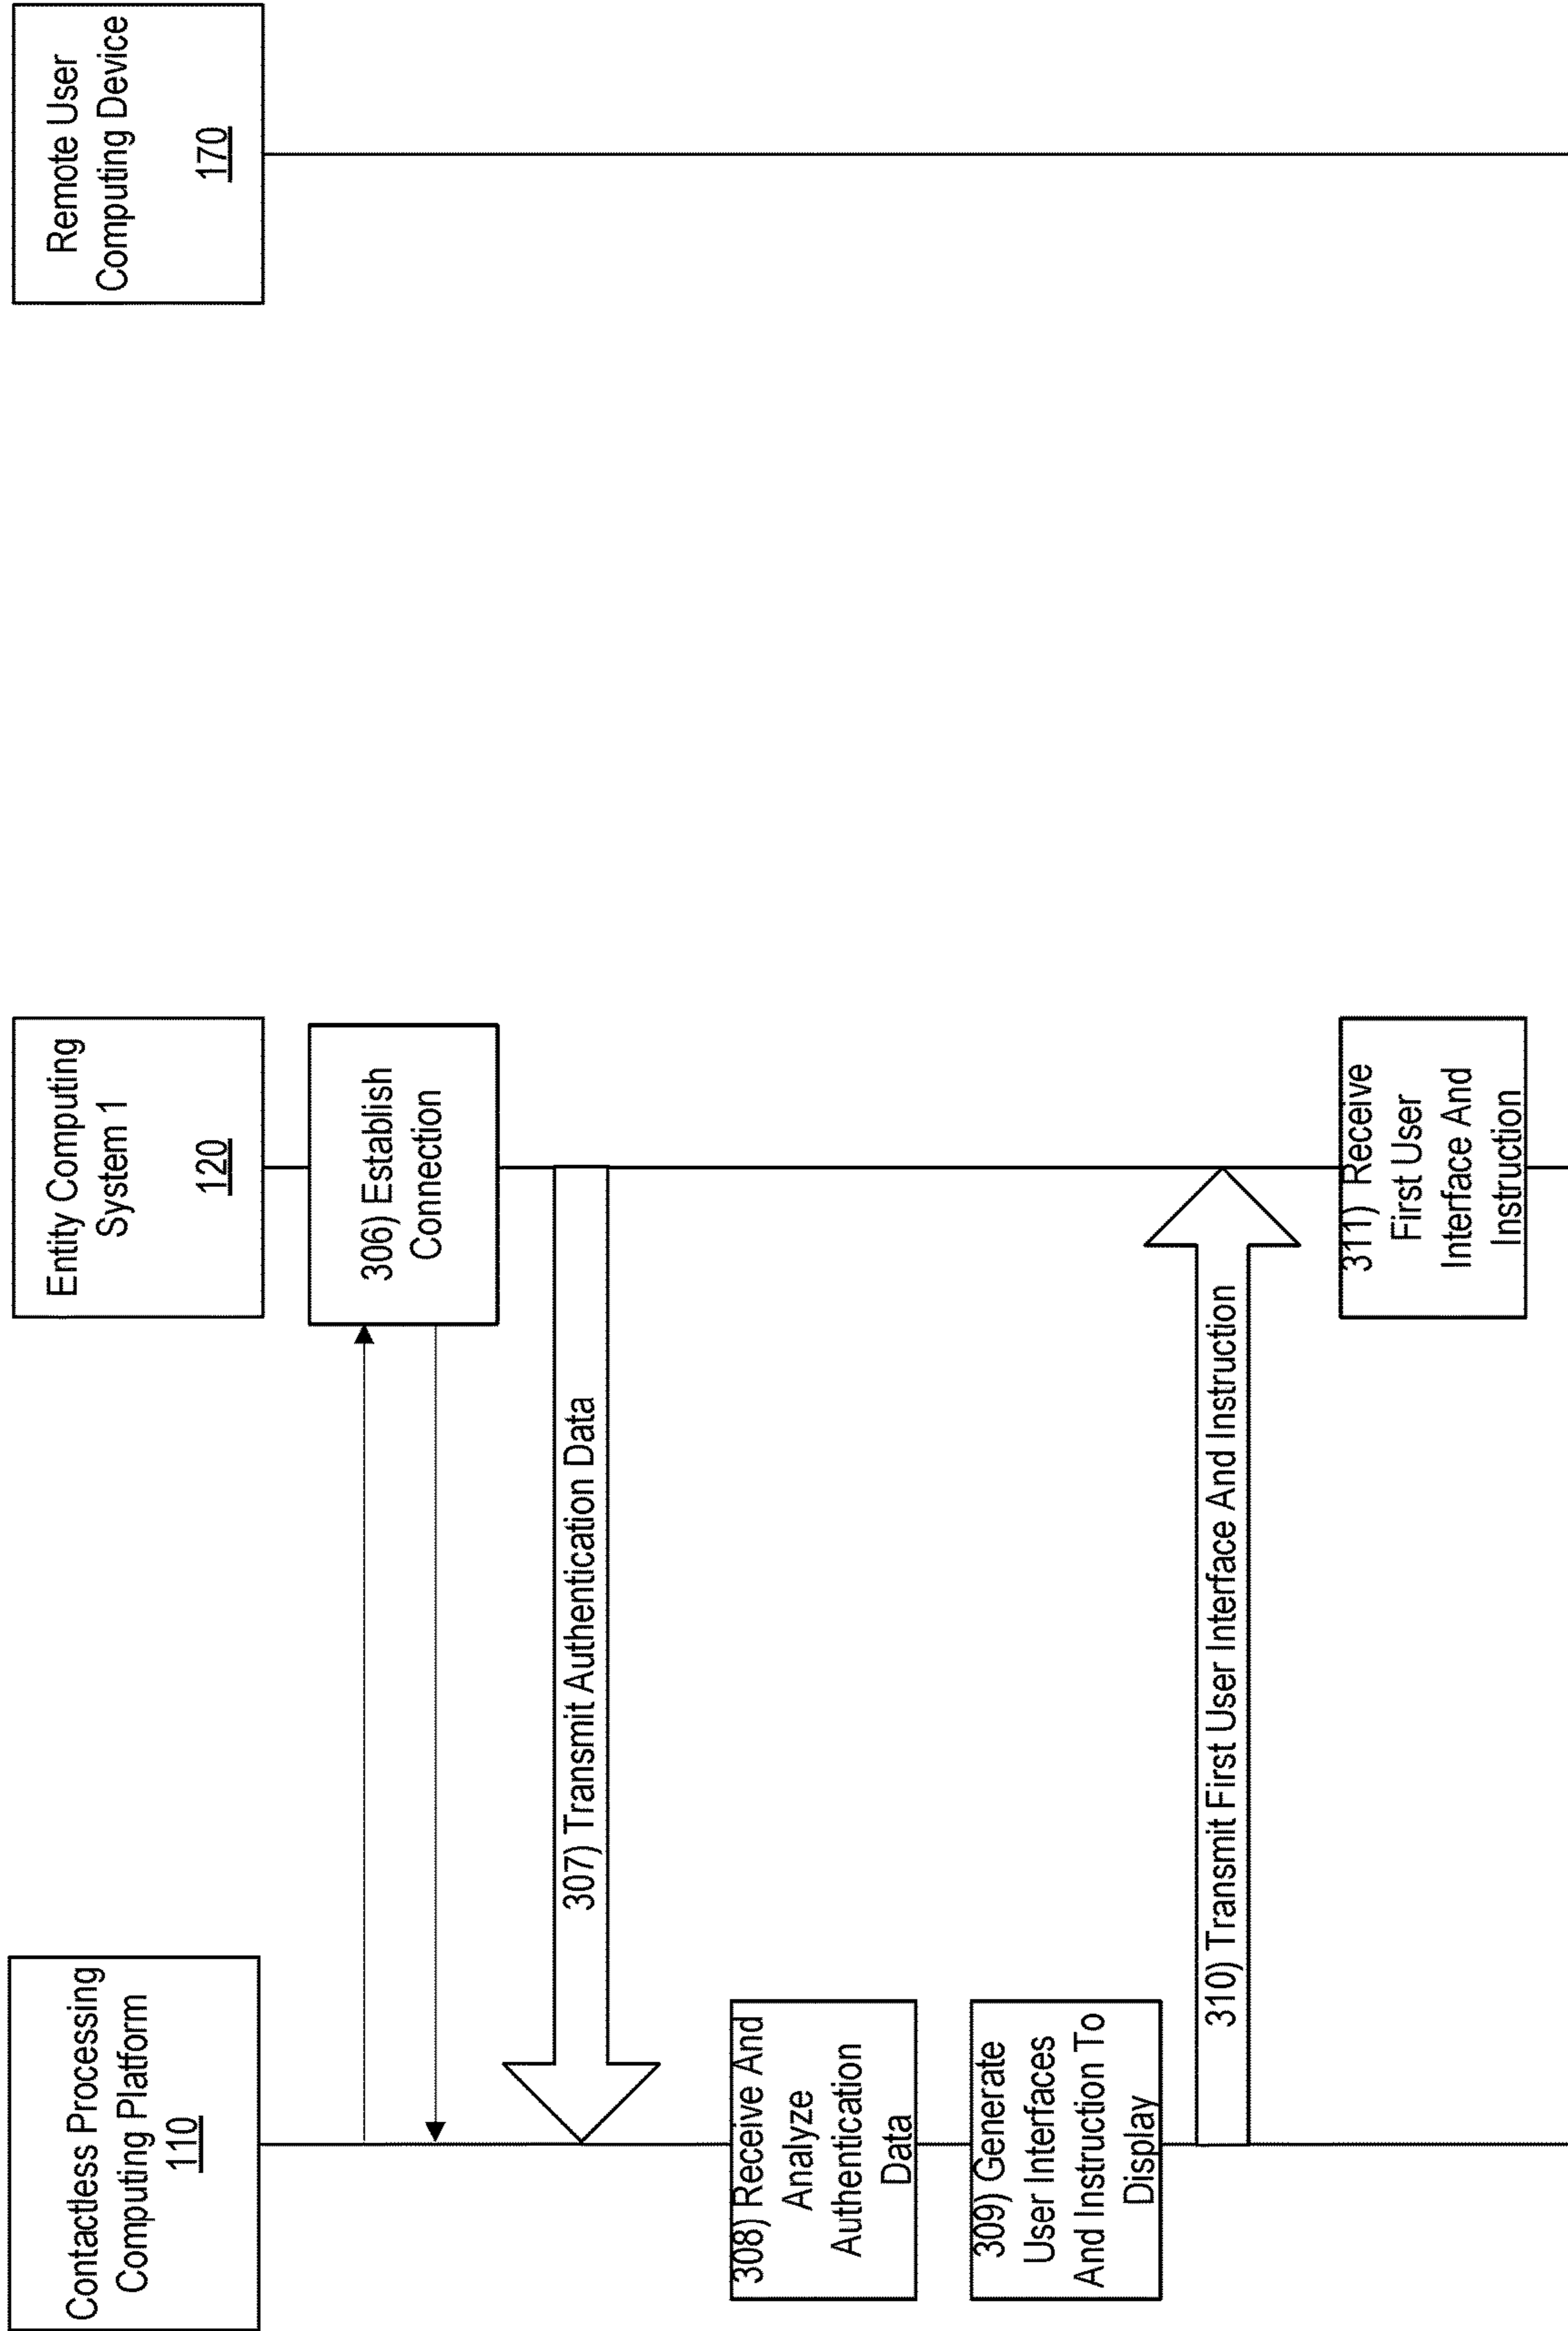 Contactless Processing
Computing Platform
110
Entity Computing
System 1
120
Remote User
Computing Device
170
306) Establish
Connection
307) Transmit Authentication Data
308) Receive And
Analyze
Authentication
Data
309) Generate
User Interfaces
And Instruction To
Display
310) Transmit First User Interface And Instruction
311) Receive
First User
Interface And
Instruction